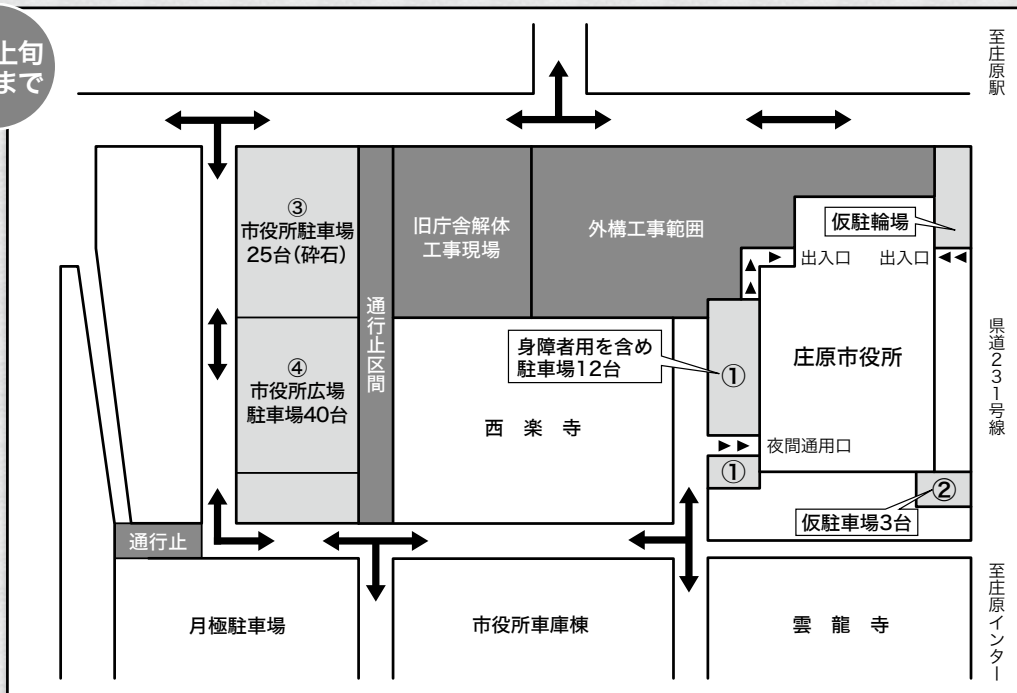 上旬
まで
至庄原駅
③
市役所駐車場
25台（砕石）
旧庁舎解体
工事現場
外構工事範囲
仮駐輪場
出入口
出入口
通行止区間
身障者用を含め
駐車場12台
①
庄原市役所
県道231号線
④
市役所広場
駐車場40台
西楽寺
夜間通用口
①
②
仮駐車場3台
通行止
月極駐車場
市役所車庫棟
雲龍寺
至庄原インター